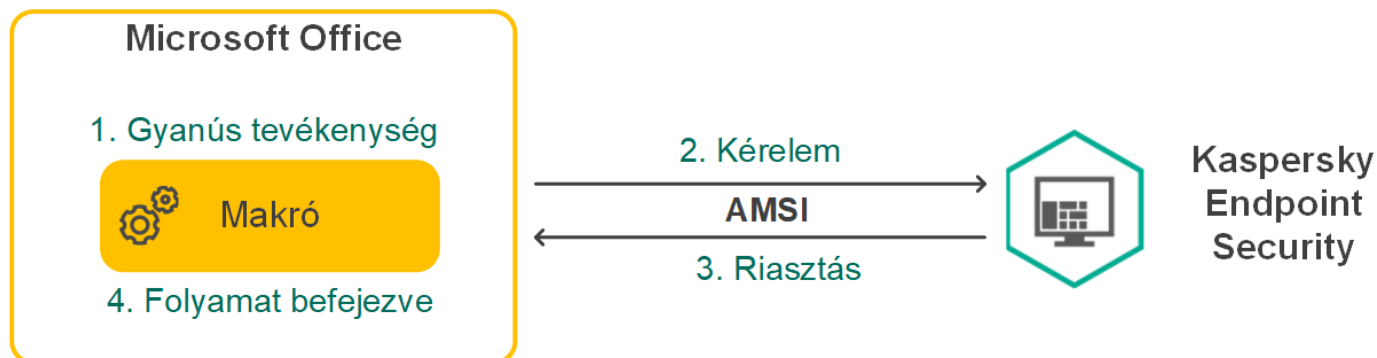 Microsoft Office
1. Gyanús tevékenység
Makró
4. Folyamat befejezve
2. Kérelem
AMSI
3. Riasztás
Kaspersky
Endpoint
Security